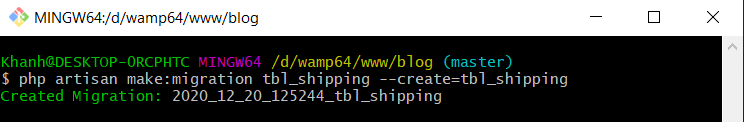 MINGW64:/d/wamp64/www/blog
Khanh@DESKTOP-0RCPHTC MINGW64 /d/wamp64/www/blog (master)
$ php artisan make:migration tbl_shipping --create=tbl_shipping
Created Migration: 2020_12_20_125244_tbl_shipping